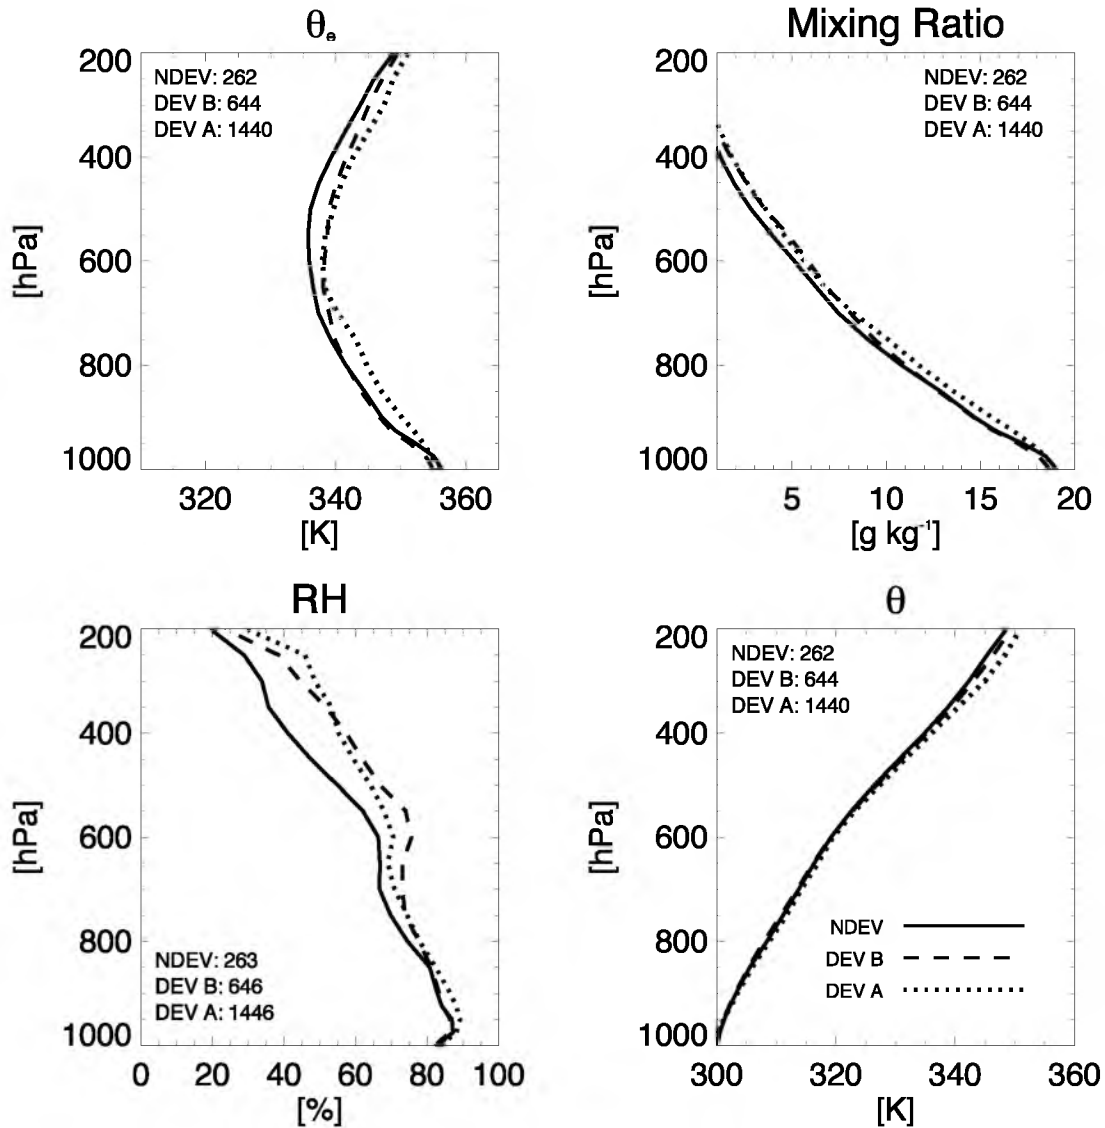 θe
NDEV: 262
DEV B: 644
DEV A: 1440
200
400
600
800
1000
[hPa]
320 340 360
[K]
Mixing Ratio
NDEV: 262
DEV B: 644
DEV A: 1440
200
400
600
800
1000
[hPa]
5 10 15 20
[g kg⁻¹]
RH
200
400
600
800
1000
[hPa]
NDEV: 263
DEV B: 646
DEV A: 1446
0 20 40 60 80 100
[%]
θ
NDEV: 262
DEV B: 644
DEV A: 1440
200
400
600
800
1000
[hPa]
NDEV
DEV B
DEV A
300 320 340 360
[K]